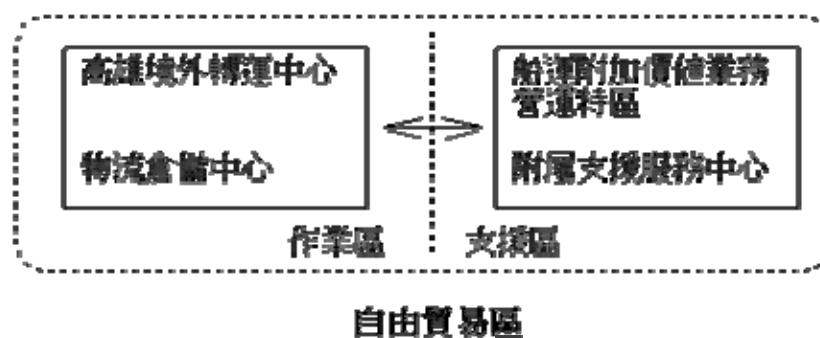 高雄境外轉運中心
物流倉儲中心
船運附加價值業務
營運特區
附屬支援服務中心
作業區
支援區
自由貿易區